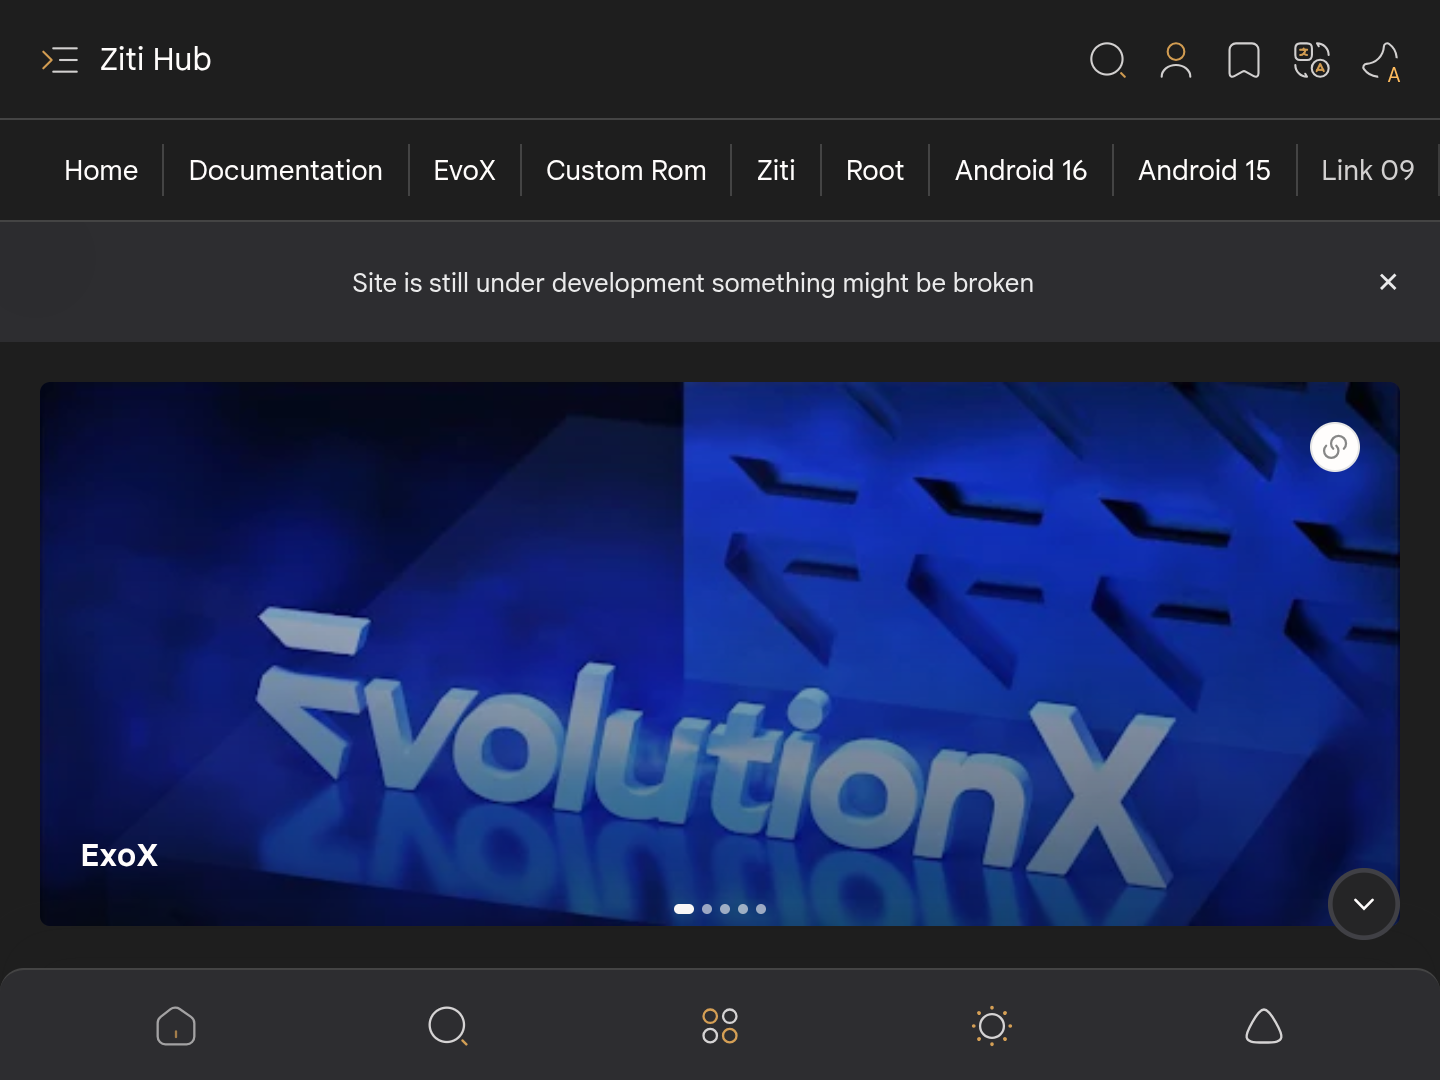 Ziti Hub
A
Home
Documentation
EvoX
Custom Rom
Ziti
Root
Android 16
Android 15
Link 09
Site is still under development something might be broken
EvolutionX
ExoX